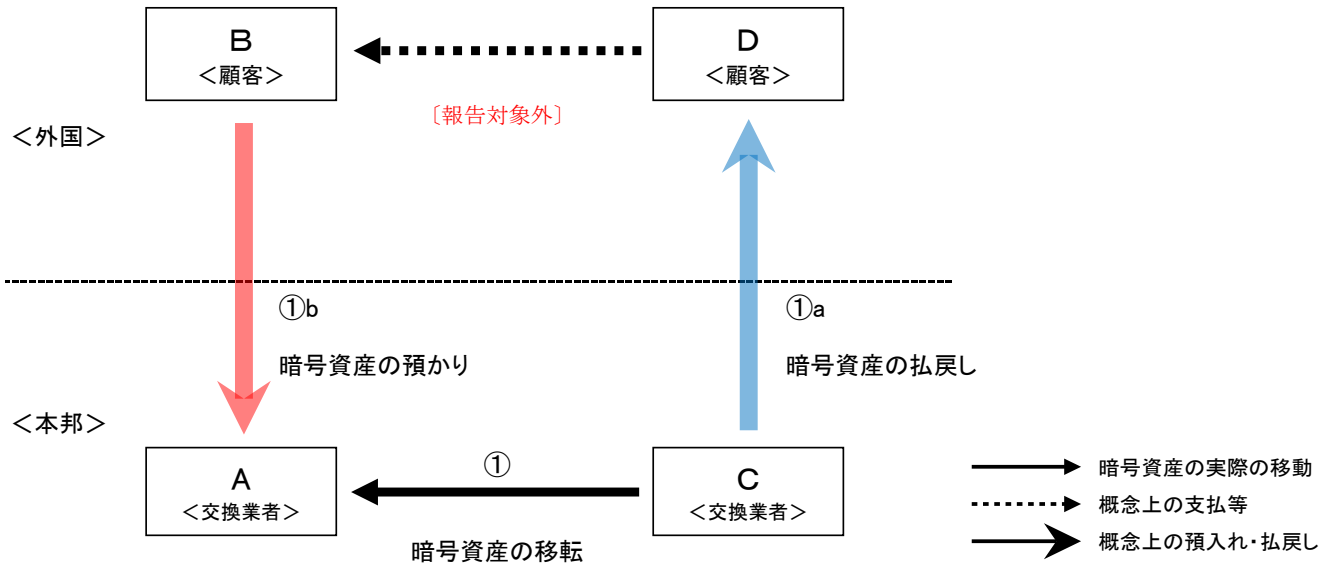 B
＜顧客＞
D
＜顧客＞
〔報告対象外〕
＜外国＞
①b
暗号資産の預かり
①a
暗号資産の払戻し
＜本邦＞
A
＜交換業者＞
①
暗号資産の移転
C
＜交換業者＞
暗号資産の実際の移動
概念上の支払等
概念上の預入れ・払戻し